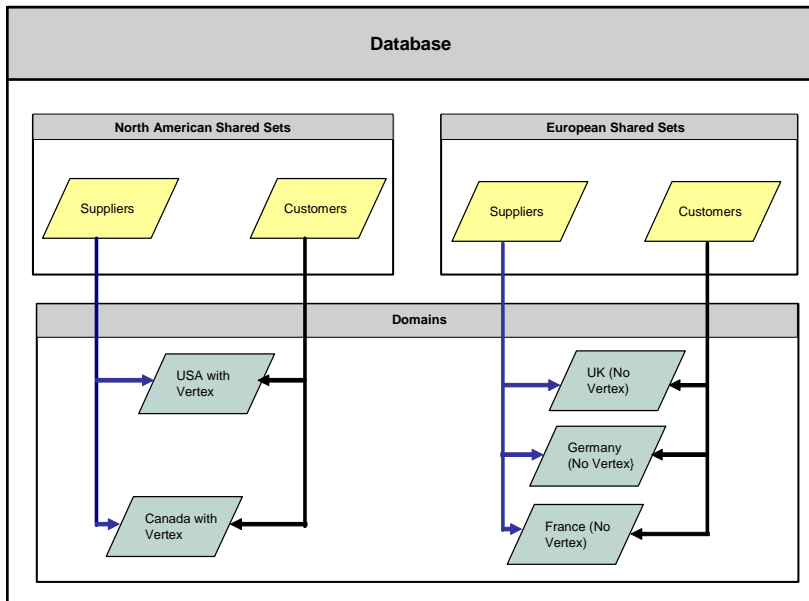 Database
North American Shared Sets
European Shared Sets
Suppliers
Customers
Suppliers
Customers
Domains
USA with
Vertex
UK (No
Vertex)
Germany
(No Vertex}
Canada with
Vertex
France (No
Vertex)